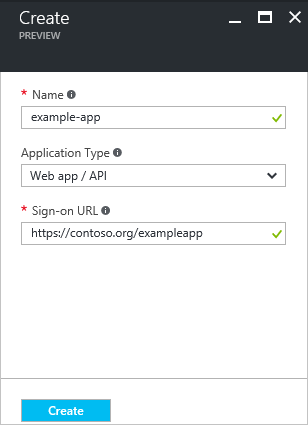 Create
PREVIEW
* Name
example-app
Application Type
Web app / API
* Sign-on URL
https://contoso.org/exampleapp
Create